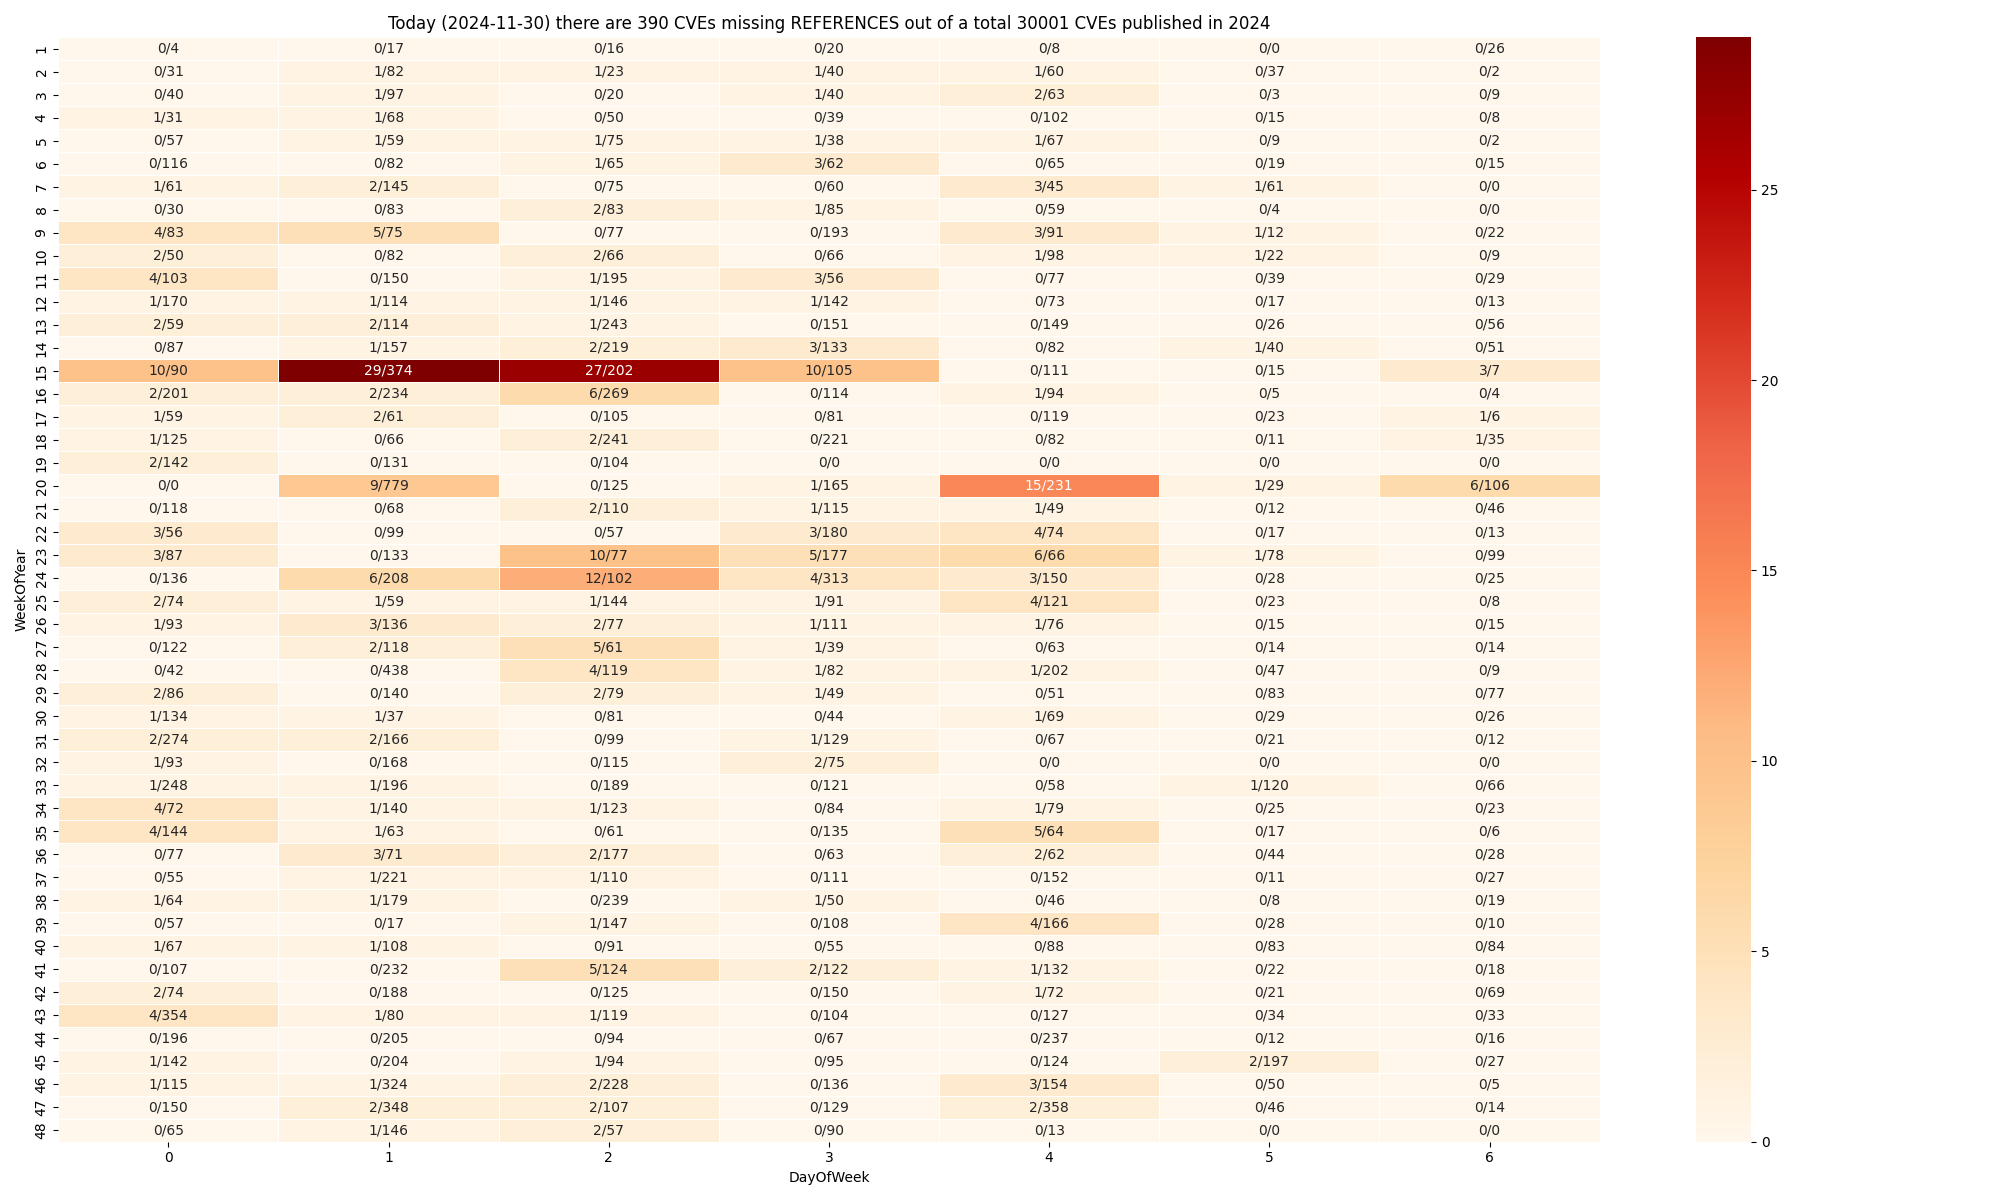 Today (2024-11-30) there are 390 CVEs missing REFERENCES out of a total 30001 CVEs published in 2024
WeekOfYear
1 0/4 0/17 0/16 0/20 0/8 0/0 0/26
2 0/31 1/82 1/23 1/40 1/60 0/37 0/2
3 0/40 1/97 0/20 1/40 2/63 0/3 0/9
4 1/31 1/68 0/50 0/39 0/102 0/15 0/8
5 0/57 1/59 1/75 1/38 1/67 0/9 0/2
6 0/116 0/82 1/65 3/62 0/65 0/19 0/15
7 1/61 2/145 0/75 0/60 3/45 1/61 0/0
8 0/30 0/83 2/83 1/85 0/59 0/4 0/0
9 4/83 5/75 0/77 0/193 3/91 1/12 0/22
10 2/50 0/82 2/66 0/66 1/98 1/22 0/9
11 4/103 0/150 1/195 3/56 0/77 0/39 0/29
12 1/170 1/114 1/146 1/142 0/73 0/17 0/13
13 2/59 2/114 1/243 0/151 0/149 0/26 0/56
14 0/87 1/157 2/219 3/133 0/82 1/40 0/51
15 10/90 29/374 27/202 10/105 0/111 0/15 3/7
16 2/201 2/234 6/269 0/114 1/94 0/5 0/4
17 1/59 2/61 0/105 0/81 0/119 0/23 1/6
18 1/125 0/66 2/241 0/221 0/82 0/11 1/35
19 2/142 0/131 0/104 0/0 0/0 0/0 0/0
20 0/0 9/779 0/125 1/165 15/231 1/29 6/106
21 0/118 0/68 2/110 1/115 1/49 0/12 0/46
22 3/56 0/99 0/57 3/180 4/74 0/17 0/13
23 3/87 0/133 10/77 5/177 6/66 1/78 0/99
24 0/136 6/208 12/102 4/313 3/150 0/28 0/25
25 2/74 1/59 1/144 1/91 4/121 0/23 0/8
26 1/93 3/136 2/77 1/111 1/76 0/15 0/15
27 0/122 2/118 5/61 1/39 0/63 0/14 0/14
28 0/42 0/438 4/119 1/82 1/202 0/47 0/9
29 2/86 0/140 2/79 1/49 0/51 0/83 0/77
30 1/134 1/37 0/81 0/44 1/69 0/29 0/26
31 2/274 2/166 0/99 1/129 0/67 0/21 0/12
32 1/93 0/168 0/115 2/75 0/0 0/0 0/0
33 1/248 1/196 0/189 0/121 0/58 1/120 0/66
34 4/72 1/140 1/123 0/84 1/79 0/25 0/23
35 4/144 1/63 0/61 0/135 5/64 0/17 0/6
36 0/77 3/71 2/177 0/63 2/62 0/44 0/28
37 0/55 1/221 1/110 0/111 0/152 0/11 0/27
38 1/64 1/179 0/239 1/50 0/46 0/8 0/19
39 0/57 0/17 1/147 0/108 4/166 0/28 0/10
40 1/67 1/108 0/91 0/55 0/88 0/83 0/84
41 0/107 0/232 5/124 2/122 1/132 0/22 0/18
42 2/74 0/188 0/125 0/150 1/72 0/21 0/69
43 4/354 1/80 1/119 0/104 0/127 0/34 0/33
44 0/196 0/205 0/94 0/67 0/237 0/12 0/16
45 1/142 0/204 1/94 0/95 0/124 2/197 0/27
46 1/115 1/324 2/228 0/136 3/154 0/50 0/5
47 0/150 2/348 2/107 0/129 2/358 0/46 0/14
48 0/65 1/146 2/57 0/90 0/13 0/0 0/0
0 1 2 3 4 5 6
DayOfWeek
25
20
15
10
5
0